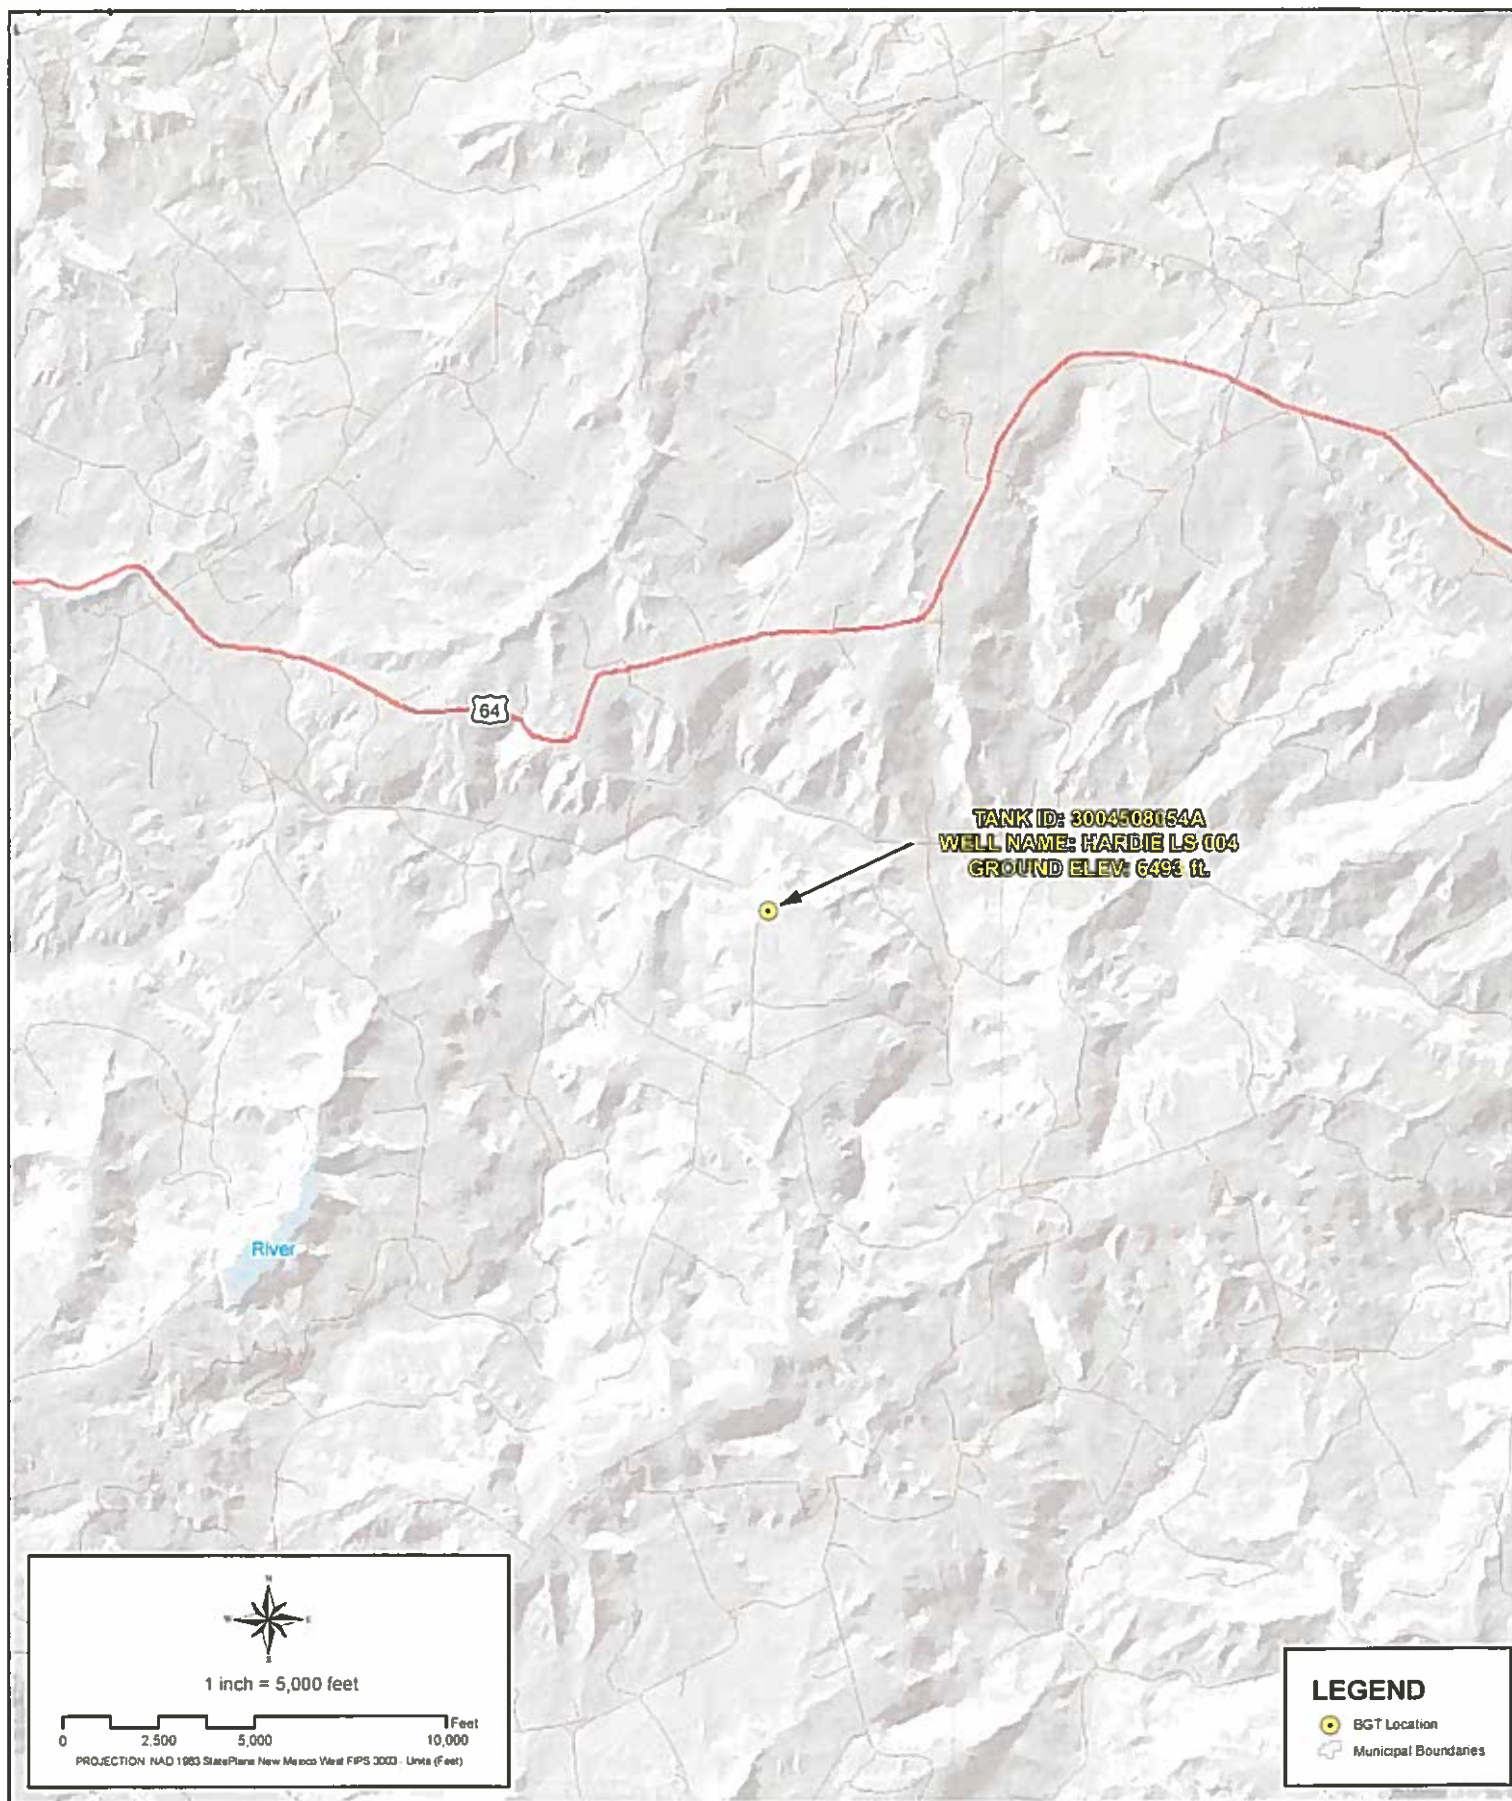 64
TANK ID: 3004508054A
WELL NAME: HARDIE LS 004
GROUND ELEV: ft.
River
N
W E
S
1 inch = 5,000 feet
Feet
0 2,500 5,000 10,000
PROJECTION NAD 1983 StatePlane New Mexico West FIPS 3003 - Units (Feet)
LEGEND
BGT Location
Municipal Boundaries